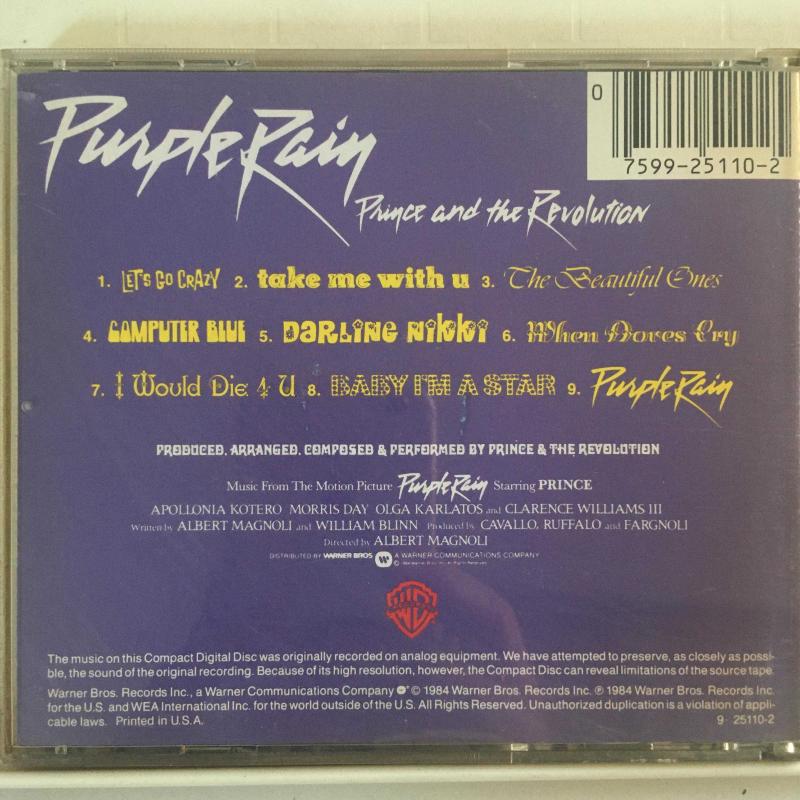 Purple Rain
0 7599-25110-2
Prince and the Revolution
1. LET'S GO CRAZY 2. take me with u 3. The Beautiful Ones
4. COMPUTER BLUE 5. DARLING NIKKI 6. When Doves Cry
7. I Would Die 4 U 8. BABY I'M A STAR 9. Purple Rain
PRODUCED, ARRANGED, COMPOSED & PERFORMED BY PRINCE & THE REVOLUTION
Music From The Motion Picture Purple Rain Starring PRINCE
APOLLONIA KOTERO MORRIS DAY OLGA KARLATOS and CLARENCE WILLIAMS III
Written by ALBERT MAGNOLI and WILLIAM BLINN Produced by CAVALLO, RUFFALO and FARGNOLI
Directed by ALBERT MAGNOLI
DISTRIBUTED BY WARNER BROS A WARNER COMMUNICATIONS COMPANY
The music on this Compact Digital Disc was originally recorded on analog equipment. We have attempted to preserve, as closely as possi-
ble, the sound of the original recording. Because of its high resolution, however, the Compact Disc can reveal limitations of the source tape.
Warner Bros. Records Inc., a Warner Communications Company © 1984 Warner Bros. Records Inc. ℗ 1984 Warner Bros. Records Inc.
for the U.S. and WEA International Inc. for the world outside of the U.S. All Rights Reserved. Unauthorized duplication is a violation of appli-
cable laws. Printed in U.S.A.
9 25110-2